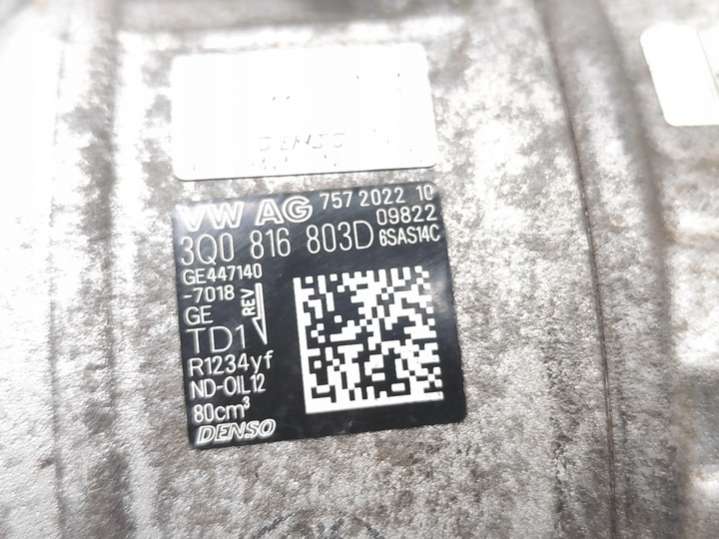 DENSO
VW AG 757 2022 10
09822
3Q0 816 803D 6SAS14C
GE447140
-7018
REV
GE
TD1
R1234yf
ND-OIL12
80cm³
DENSO